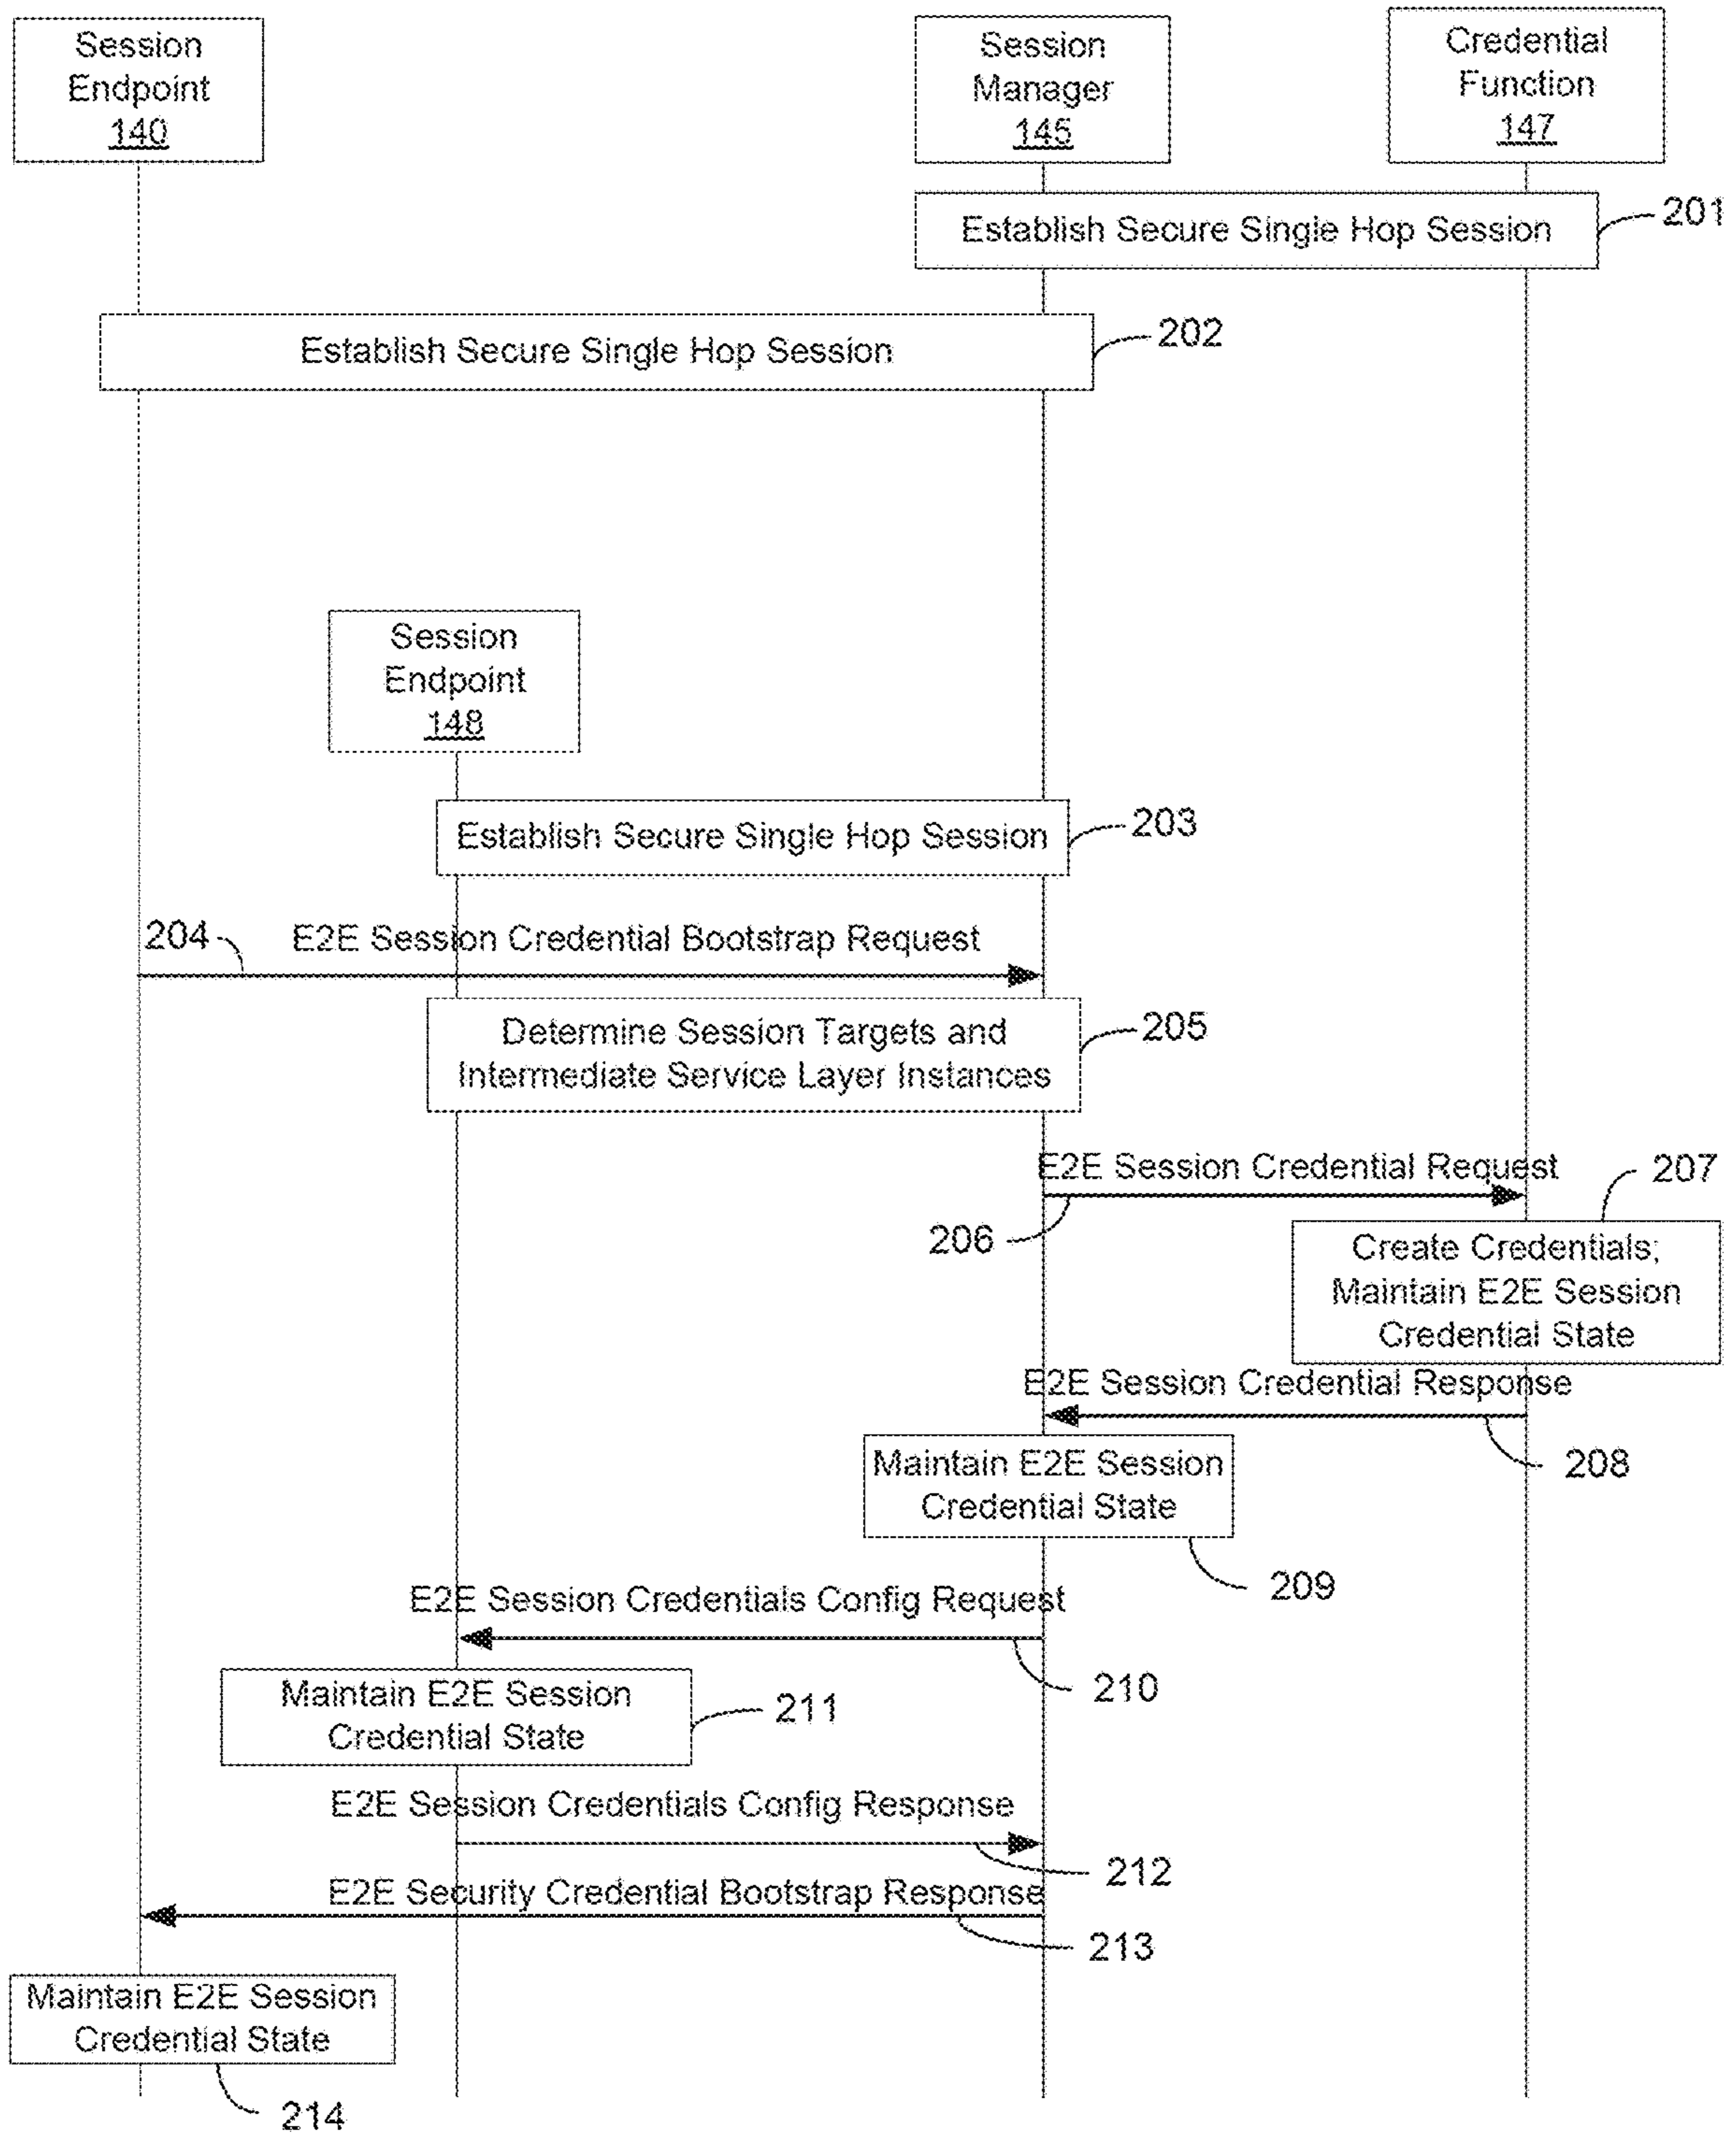 Session
Endpoint
140
Session
Manager
145
Credential
Function
147
Establish Secure Single Hop Session
201
Establish Secure Single Hop Session
202
Session
Endpoint
148
Establish Secure Single Hop Session
203
204
E2E Session Credential Bootstrap Request
Determine Session Targets and
Intermediate Service Layer Instances
205
E2E Session Credential Request
206
207
Create Credentials;
Maintain E2E Session
Credential State
E2E Session Credential Response
208
Maintain E2E Session
Credential State
209
E2E Session Credentials Config Request
210
Maintain E2E Session
Credential State
211
E2E Session Credentials Config Response
212
E2E Security Credential Bootstrap Response
213
Maintain E2E Session
Credential State
214